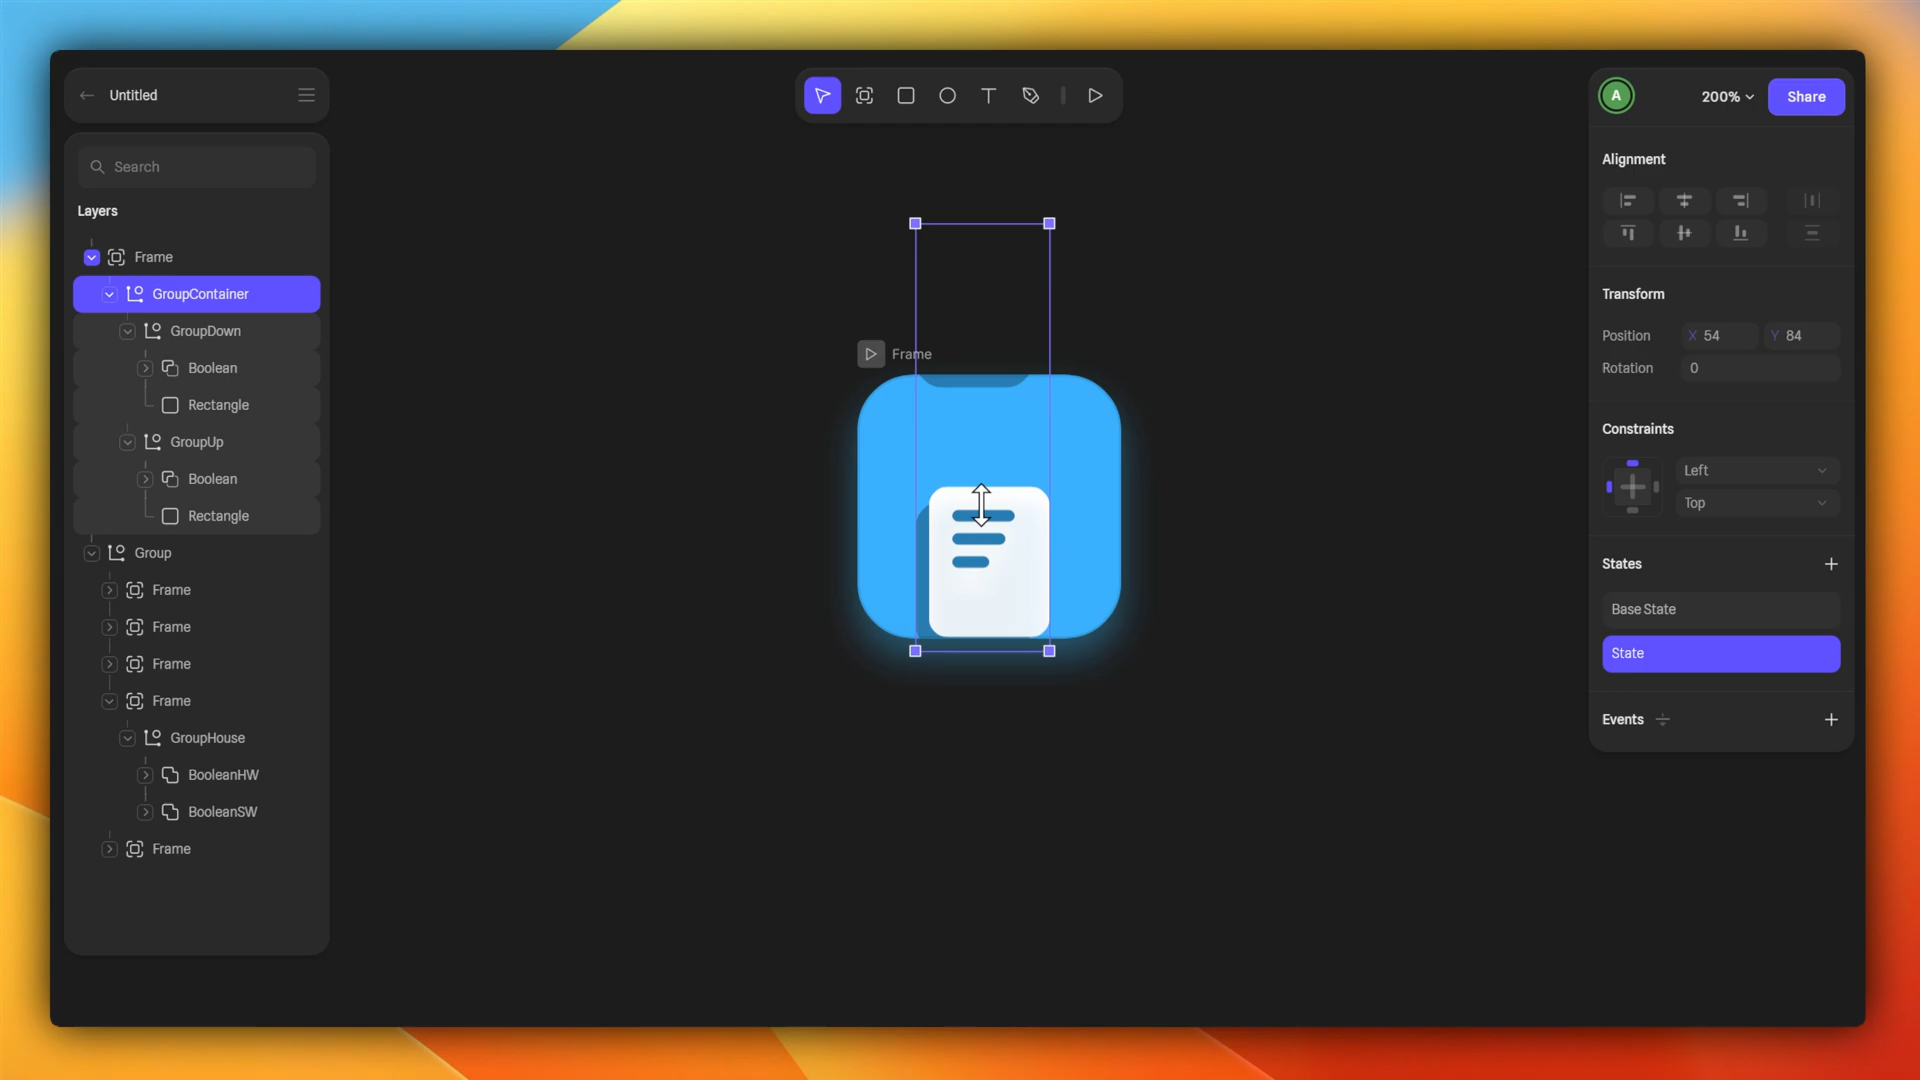 Untitled
Search
Layers
Frame
GroupContainer
GroupDown
Boolean
Rectangle
GroupUp
Boolean
Rectangle
Group
Frame
Frame
Frame
Frame
GroupHouse
BooleanHW
BooleanSW
Frame
Frame
A
200%
Share
Alignment
Transform
Position X 54 Y 84
Rotation 0
Constraints
Left
Top
States
Base State
State
Events